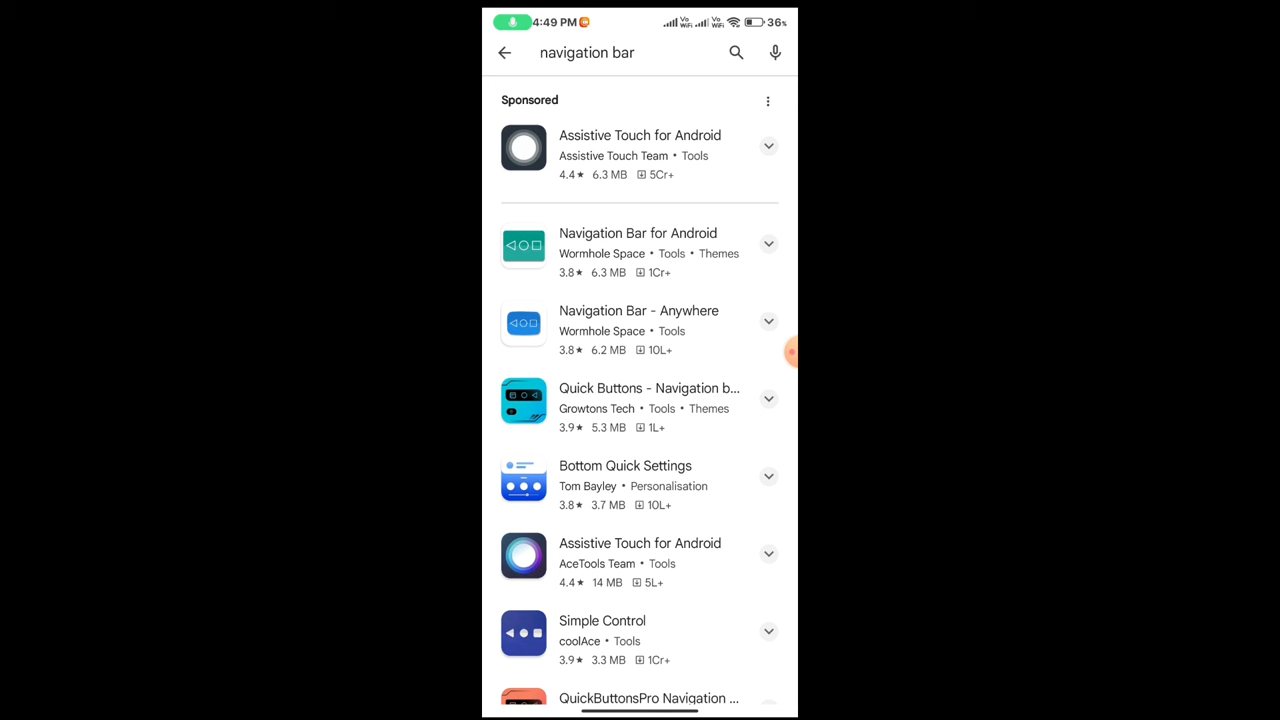 4:49 PM Vo WiFi Vo WiFi 36%
navigation bar
Sponsored
Assistive Touch for Android
Assistive Touch Team • Tools
4.4★ 6.3 MB 5Cr+
Navigation Bar for Android
Wormhole Space • Tools • Themes
3.8★ 6.3 MB 1Cr+
Navigation Bar - Anywhere
Wormhole Space • Tools
3.8★ 6.2 MB 10L+
Quick Buttons - Navigation b...
Growtons Tech • Tools • Themes
3.9★ 5.3 MB 1L+
Bottom Quick Settings
Tom Bayley • Personalisation
3.8★ 3.7 MB 10L+
Assistive Touch for Android
AceTools Team • Tools
4.4★ 14 MB 5L+
Simple Control
coolAce • Tools
3.9★ 3.3 MB 1Cr+
QuickButtonsPro Navigation ...